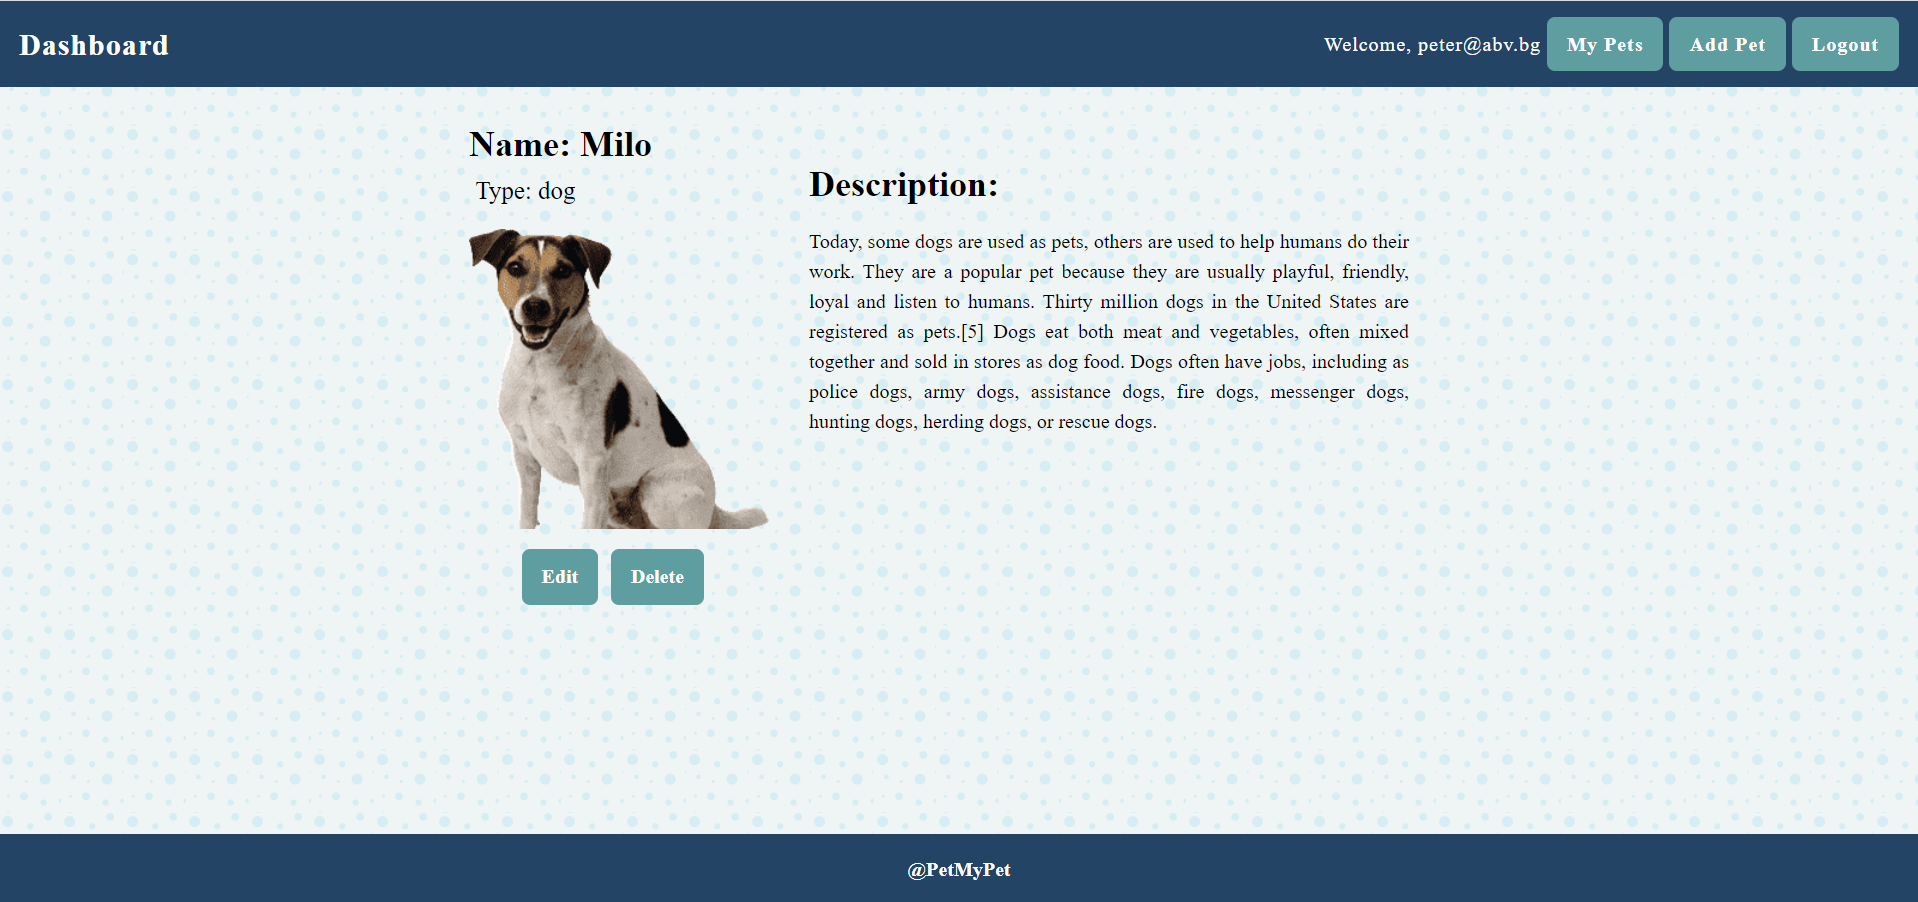 Dashboard
Welcome, peter@abv.bg
My Pets
Add Pet
Logout
Name: Milo
Type: dog
Description:
Today, some dogs are used as pets, others are used to help humans do their
work. They are a popular pet because they are usually playful, friendly,
loyal and listen to humans. Thirty million dogs in the United States are
registered as pets.[5] Dogs eat both meat and vegetables, often mixed
together and sold in stores as dog food. Dogs often have jobs, including as
police dogs, army dogs, assistance dogs, fire dogs, messenger dogs,
hunting dogs, herding dogs, or rescue dogs.
Edit
Delete
@PetMyPet